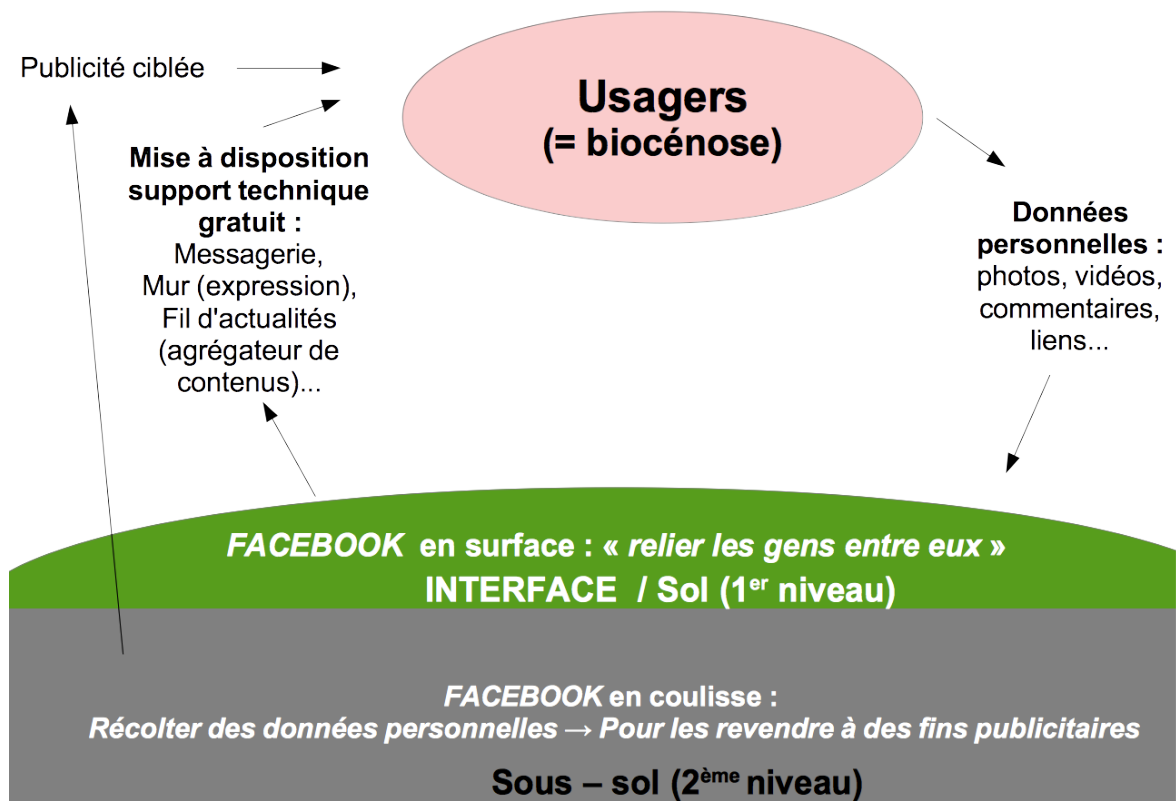 Publicité ciblée
Usagers
(= biocénose)
Mise à disposition
support technique
gratuit :
Messagerie,
Mur (expression),
Fil d'actualités
(agrégateur de
contenus)...
Données
personnelles :
photos, vidéos,
commentaires,
liens...
FACEBOOK en surface : « relier les gens entre eux »
INTERFACE / Sol (1er niveau)
FACEBOOK en coulisse :
Récolter des données personnelles → Pour les revendre à des fins publicitaires
Sous – sol (2ème niveau)